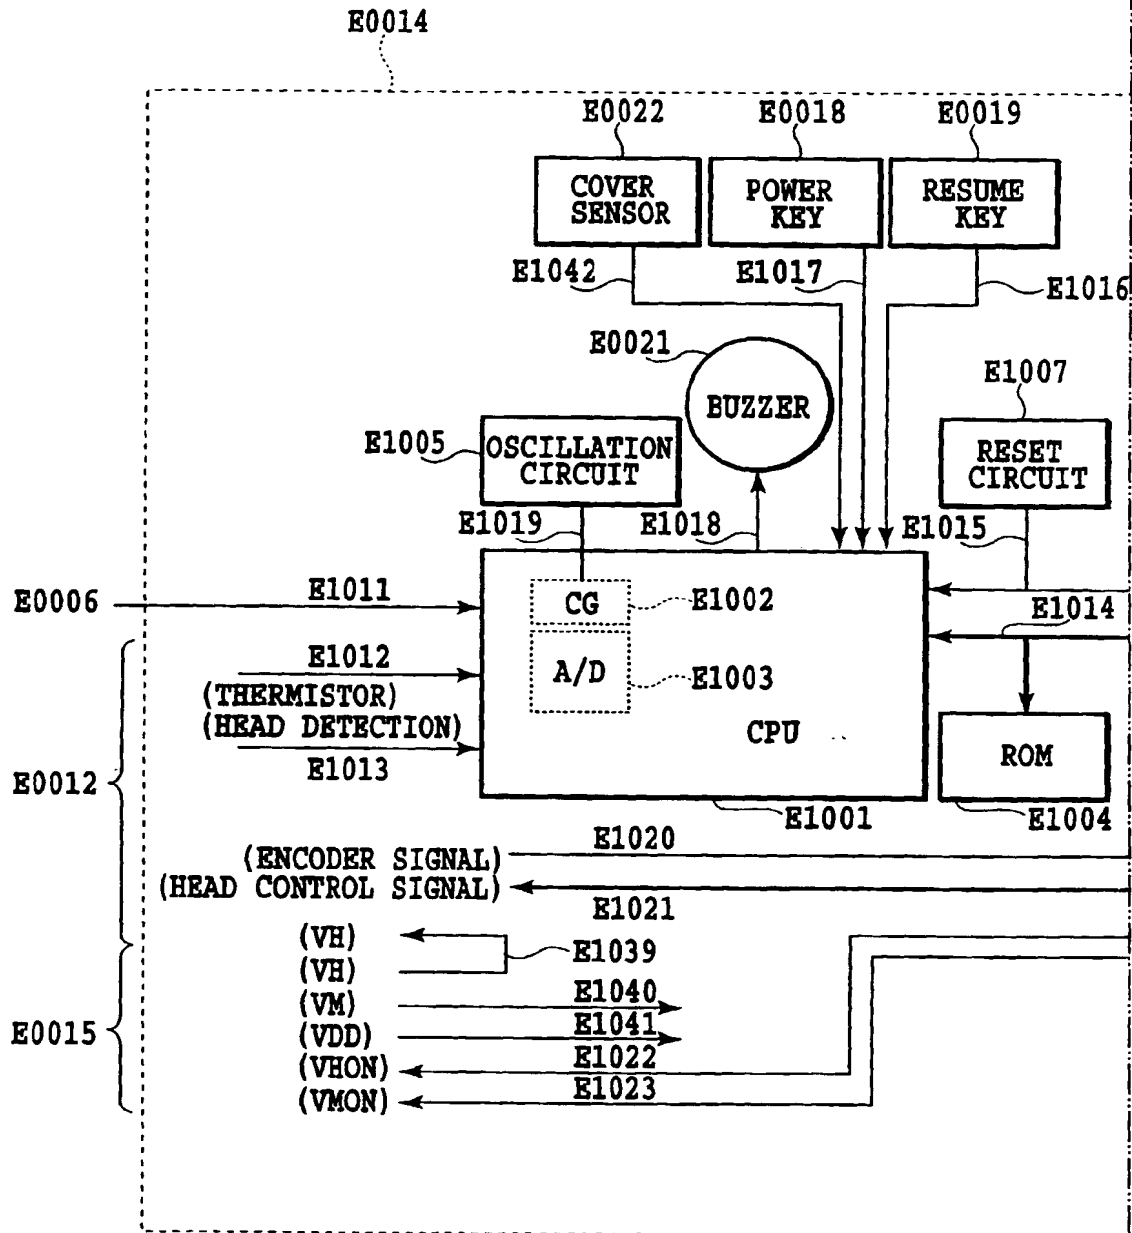 E0014
E0022
E0018
E0019
COVER
SENSOR
POWER
KEY
RESUME
KEY
E1042
E1017
E1016
E0021
BUZZER
E1007
E1005
OSCILLATION
CIRCUIT
RESET
CIRCUIT
E1019
E1018
E1015
E0006
E1011
CG
E1002
E1014
E1012
(THERMISTOR)
A/D
E1003
(HEAD DETECTION)
E1013
CPU
ROM
E0012
E1001
E1004
E1020
(ENCODER SIGNAL)
(HEAD CONTROL SIGNAL)
E1021
(VH)
E1039
(VH)
E1040
(VM)
E1041
(VDD)
E0015
E1022
(VHON)
E1023
(VMON)